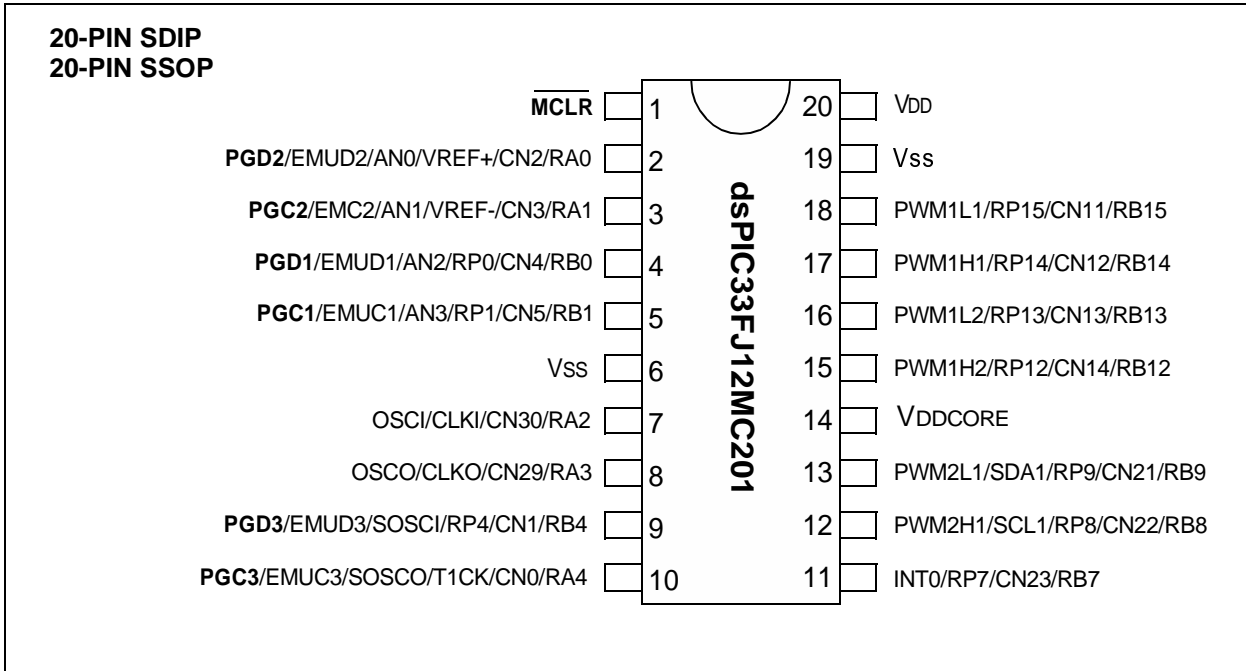 20-PIN SDIP
20-PIN SSOP
MCLR 1
PGD2/EMUD2/AN0/VREF+/CN2/RA0 2
PGC2/EMC2/AN1/VREF-/CN3/RA1 3
PGD1/EMUD1/AN2/RP0/CN4/RB0 4
PGC1/EMUC1/AN3/RP1/CN5/RB1 5
VSS 6
OSCI/CLKI/CN30/RA2 7
OSCO/CLKO/CN29/RA3 8
PGD3/EMUD3/SOSCI/RP4/CN1/RB4 9
PGC3/EMUC3/SOSCO/T1CK/CN0/RA4 10
dsPIC33FJ12MC201
20 VDD
19 Vss
18 PWM1L1/RP15/CN11/RB15
17 PWM1H1/RP14/CN12/RB14
16 PWM1L2/RP13/CN13/RB13
15 PWM1H2/RP12/CN14/RB12
14 VDDCORE
13 PWM2L1/SDA1/RP9/CN21/RB9
12 PWM2H1/SCL1/RP8/CN22/RB8
11 INT0/RP7/CN23/RB7